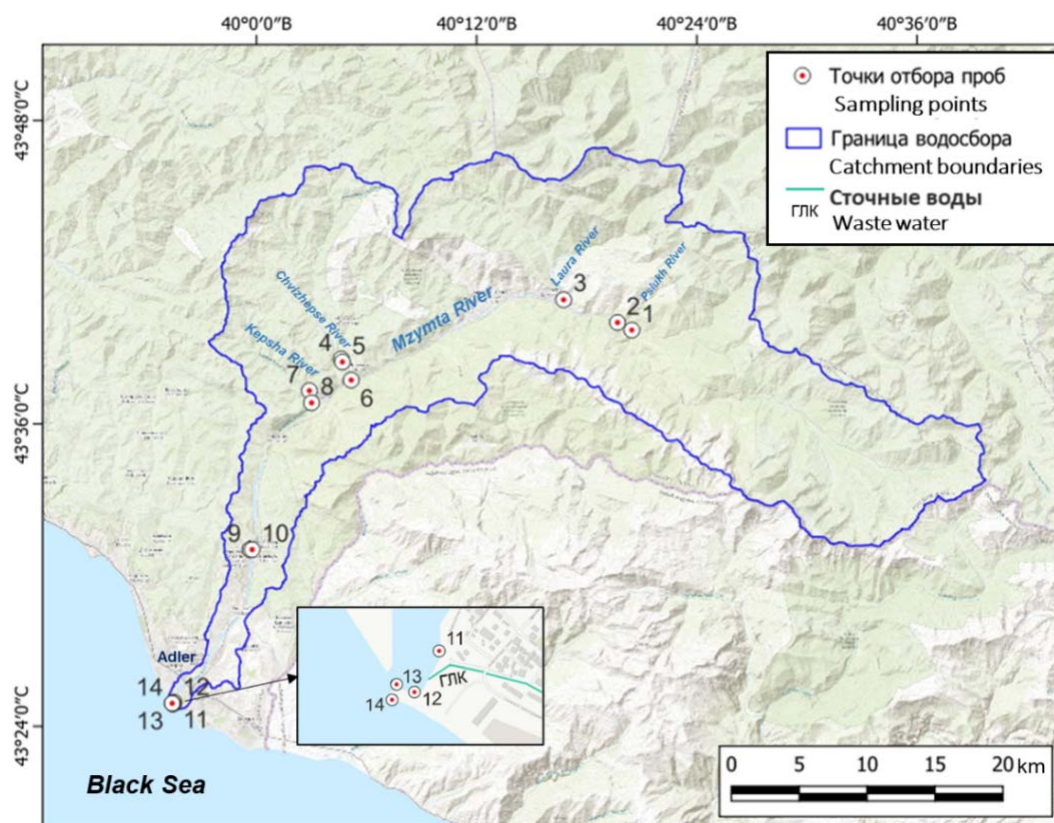 40°0'0"В 40°12'0"В 40°24'0"В 40°36'0"В
43°48'0"С
43°36'0"С
43°24'0"С
Точки отбора проб
Sampling points
Граница водосбора
Catchment boundaries
Сточные воды
ГЛК
Waste water
Laura River
3
Pslukh River
2
1
Chvizhepse River
Mzymta River
Kepsha River
4
5
6
7
8
9
10
Adler
14
12
13
11
11
ГЛК
13
12
14
Black Sea
0 5 10 15 20 km